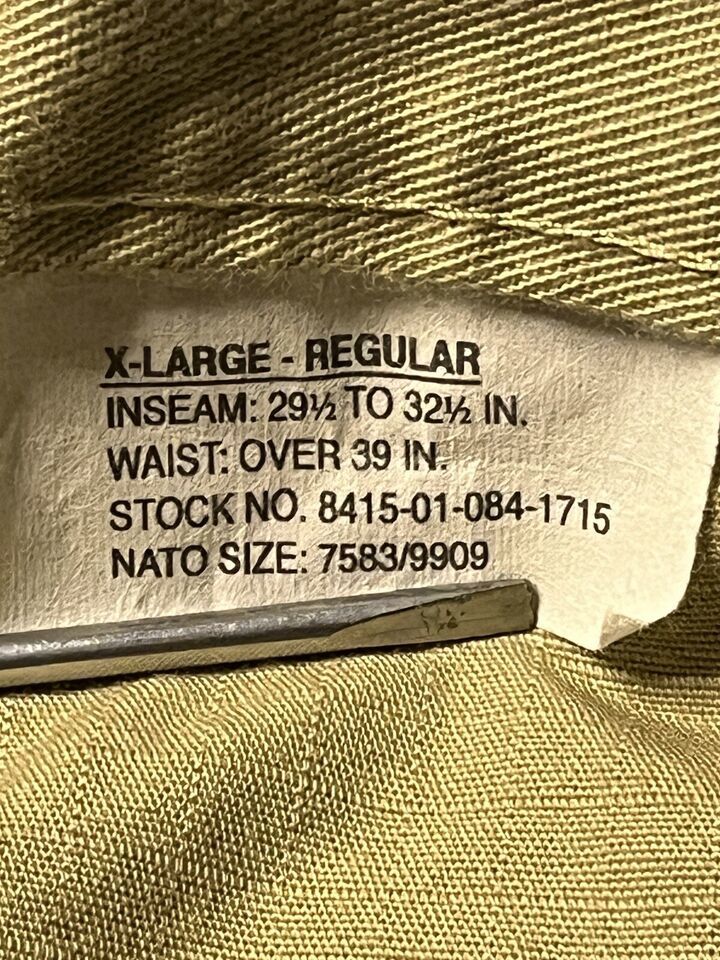 X-LARGE - REGULAR
INSEAM: 29½ TO 32½ IN.
WAIST: OVER 39 IN.
STOCK NO. 8415-01-084-1715
NATO SIZE: 7583/9909